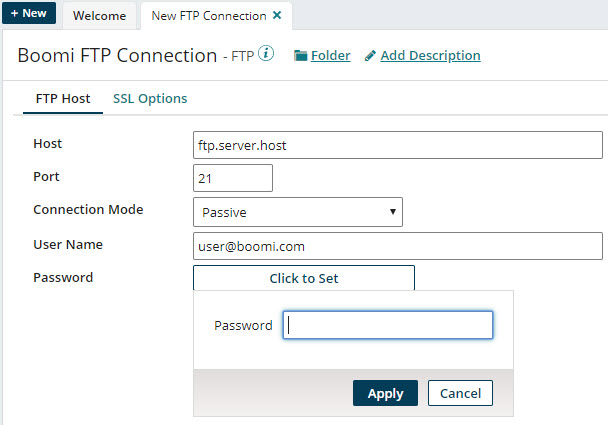 + New Welcome New FTP Connection ×
Boomi FTP Connection - FTP i Folder Add Description
FTP Host SSL Options
Host ftp.server.host
Port 21
Connection Mode Passive
User Name user@boomi.com
Password Click to Set
Password
Apply Cancel